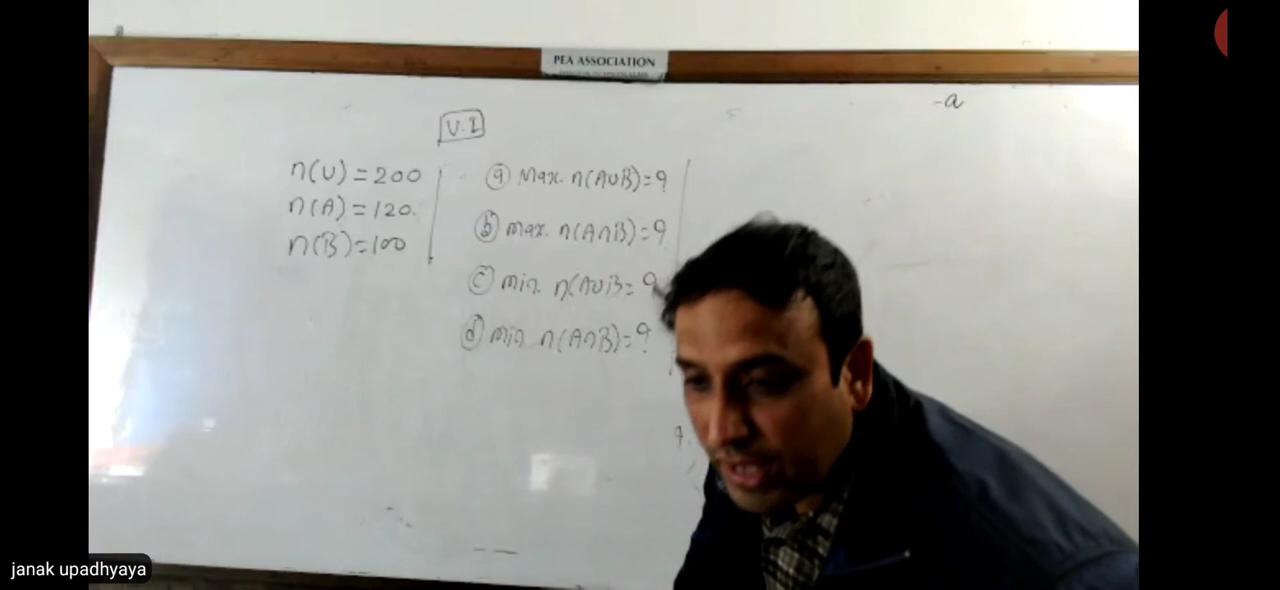 PEA ASSOCIATION
-a
V.I
n(U) = 200
n(A) = 120.
n(B) = 100
ⓐ Max. n(A∪B) = ?
ⓑ max. n(A∩B) = ?
ⓒ min. n(A∪B = ?
ⓓ min n(A∩B) = ?
janak upadhyaya